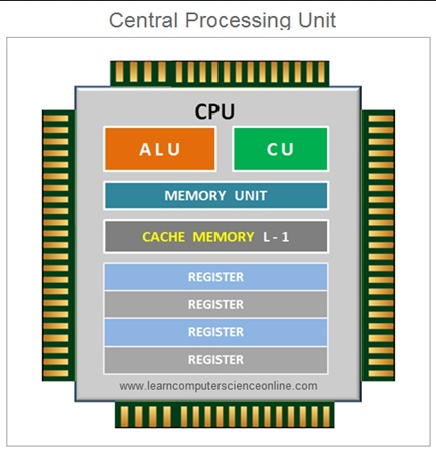 Central Processing Unit
CPU
ALU
CU
MEMORY UNIT
CACHE MEMORY L-1
REGISTER
REGISTER
REGISTER
REGISTER
www.learncomputerscienceonline.com